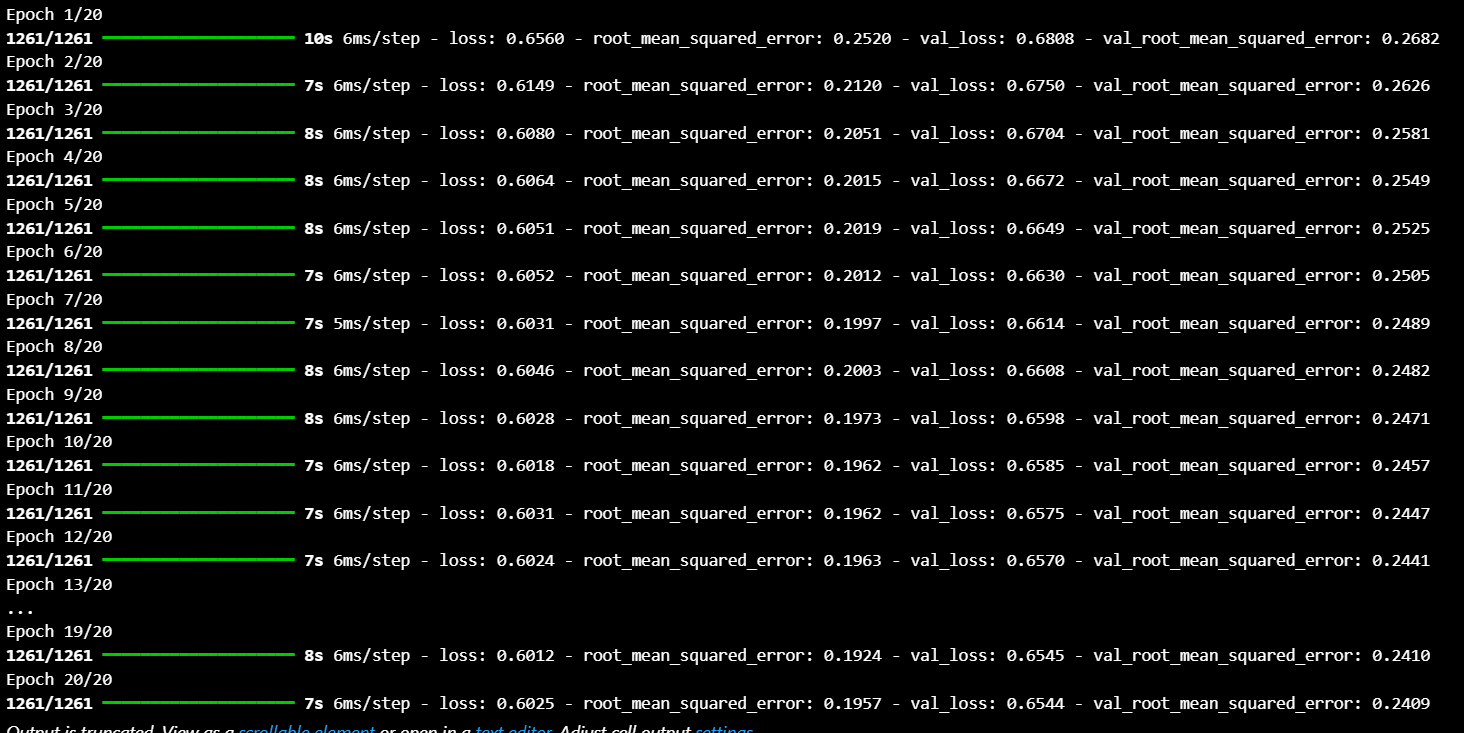 Epoch 1/20
1261/1261 ━━━━━━━━━━━━━━━━━━━━ 10s 6ms/step - loss: 0.6560 - root_mean_squared_error: 0.2520 - val_loss: 0.6808 - val_root_mean_squared_error: 0.2682
Epoch 2/20
1261/1261 ━━━━━━━━━━━━━━━━━━━━ 7s 6ms/step - loss: 0.6149 - root_mean_squared_error: 0.2120 - val_loss: 0.6750 - val_root_mean_squared_error: 0.2626
Epoch 3/20
1261/1261 ━━━━━━━━━━━━━━━━━━━━ 8s 6ms/step - loss: 0.6080 - root_mean_squared_error: 0.2051 - val_loss: 0.6704 - val_root_mean_squared_error: 0.2581
Epoch 4/20
1261/1261 ━━━━━━━━━━━━━━━━━━━━ 8s 6ms/step - loss: 0.6064 - root_mean_squared_error: 0.2015 - val_loss: 0.6672 - val_root_mean_squared_error: 0.2549
Epoch 5/20
1261/1261 ━━━━━━━━━━━━━━━━━━━━ 8s 6ms/step - loss: 0.6051 - root_mean_squared_error: 0.2019 - val_loss: 0.6649 - val_root_mean_squared_error: 0.2525
Epoch 6/20
1261/1261 ━━━━━━━━━━━━━━━━━━━━ 7s 6ms/step - loss: 0.6052 - root_mean_squared_error: 0.2012 - val_loss: 0.6630 - val_root_mean_squared_error: 0.2505
Epoch 7/20
1261/1261 ━━━━━━━━━━━━━━━━━━━━ 7s 5ms/step - loss: 0.6031 - root_mean_squared_error: 0.1997 - val_loss: 0.6614 - val_root_mean_squared_error: 0.2489
Epoch 8/20
1261/1261 ━━━━━━━━━━━━━━━━━━━━ 8s 6ms/step - loss: 0.6046 - root_mean_squared_error: 0.2003 - val_loss: 0.6608 - val_root_mean_squared_error: 0.2482
Epoch 9/20
1261/1261 ━━━━━━━━━━━━━━━━━━━━ 8s 6ms/step - loss: 0.6028 - root_mean_squared_error: 0.1973 - val_loss: 0.6598 - val_root_mean_squared_error: 0.2471
Epoch 10/20
1261/1261 ━━━━━━━━━━━━━━━━━━━━ 7s 6ms/step - loss: 0.6018 - root_mean_squared_error: 0.1962 - val_loss: 0.6585 - val_root_mean_squared_error: 0.2457
Epoch 11/20
1261/1261 ━━━━━━━━━━━━━━━━━━━━ 7s 6ms/step - loss: 0.6031 - root_mean_squared_error: 0.1962 - val_loss: 0.6575 - val_root_mean_squared_error: 0.2447
Epoch 12/20
1261/1261 ━━━━━━━━━━━━━━━━━━━━ 7s 6ms/step - loss: 0.6024 - root_mean_squared_error: 0.1963 - val_loss: 0.6570 - val_root_mean_squared_error: 0.2441
Epoch 13/20
...
Epoch 19/20
1261/1261 ━━━━━━━━━━━━━━━━━━━━ 8s 6ms/step - loss: 0.6012 - root_mean_squared_error: 0.1924 - val_loss: 0.6545 - val_root_mean_squared_error: 0.2410
Epoch 20/20
1261/1261 ━━━━━━━━━━━━━━━━━━━━ 7s 6ms/step - loss: 0.6025 - root_mean_squared_error: 0.1957 - val_loss: 0.6544 - val_root_mean_squared_error: 0.2409
Output is truncated. View as a scrollable element or open in a text editor. Adjust cell output settings...